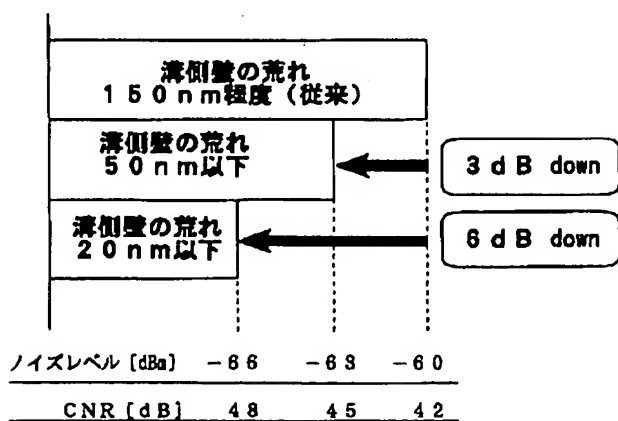 溝側壁の荒れ
150nm程度（従来）
溝側壁の荒れ
50nm以下
3dB down
溝側壁の荒れ
20nm以下
6dB down
ノイズレベル［dBm］ −66 −63 −60
CNR［dB］ 48 45 42